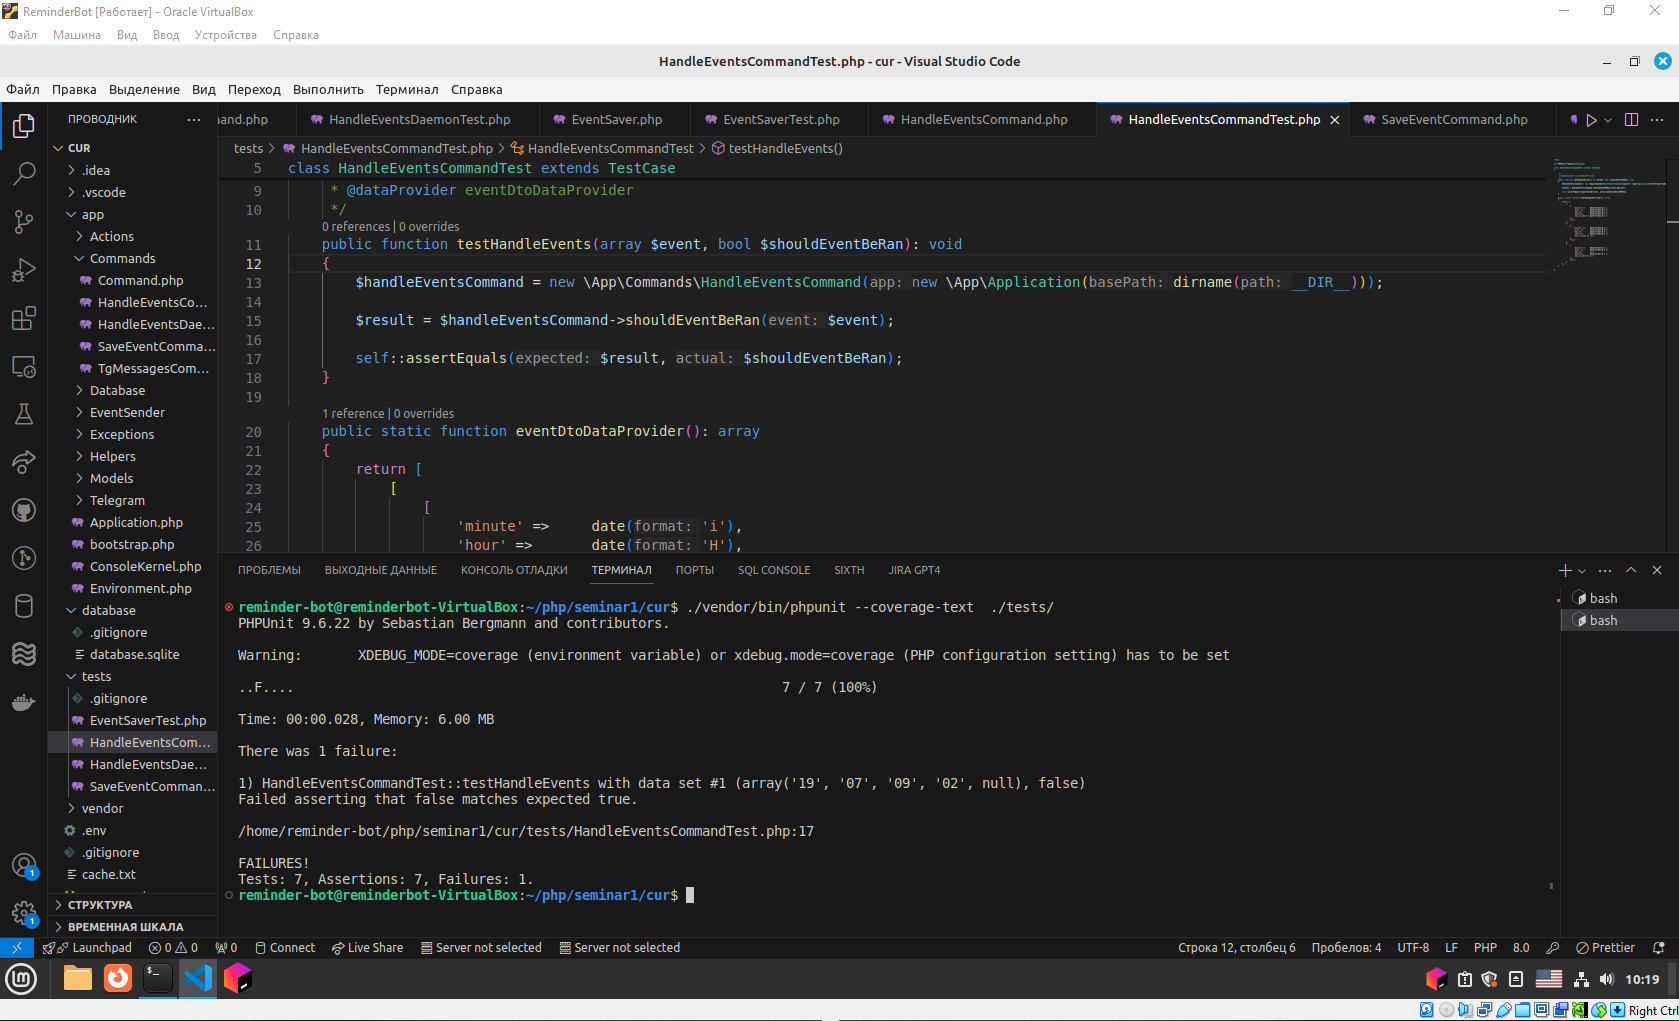 ReminderBot [Работает] - Oracle VirtualBox
Файл Машина Вид Ввод Устройства Справка
HandleEventsCommandTest.php - cur - Visual Studio Code
Файл Правка Выделение Вид Переход Выполнить Терминал Справка
ПРОВОДНИК
and.php HandleEventsDaemonTest.php EventSaver.php EventSaverTest.php HandleEventsCommand.php HandleEventsCommandTest.php SaveEventCommand.php
tests > HandleEventsCommandTest.php > HandleEventsCommandTest > testHandleEvents()
CUR
.idea
.vscode
app
Actions
Commands
Command.php
HandleEventsCo...
HandleEventsDae...
SaveEventComma...
TgMessagesCom...
Database
EventSender
Exceptions
Helpers
Models
Telegram
Application.php
bootstrap.php
ConsoleKernel.php
Environment.php
database
.gitignore
database.sqlite
tests
.gitignore
EventSaverTest.php
HandleEventsCom...
HandleEventsDae...
SaveEventComman...
vendor
.env
.gitignore
cache.txt
СТРУКТУРА
ВРЕМЕННАЯ ШКАЛА
5 class HandleEventsCommandTest extends TestCase
9 * @dataProvider eventDtoDataProvider
10 */
0 references | 0 overrides
11 public function testHandleEvents(array $event, bool $shouldEventBeRan): void
12 {
13 $handleEventsCommand = new \App\Commands\HandleEventsCommand(app: new \App\Application(basePath: dirname(path: __DIR__)));
14
15 $result = $handleEventsCommand->shouldEventBeRan(event: $event);
16
17 self::assertEquals(expected: $result, actual: $shouldEventBeRan);
18 }
19
1 reference | 0 overrides
20 public static function eventDtoDataProvider(): array
21 {
22 return [
23 [
24 [
25 'minute' => date(format: 'i'),
26 'hour' => date(format: 'H'),
ПРОБЛЕМЫ ВЫХОДНЫЕ ДАННЫЕ КОНСОЛЬ ОТЛАДКИ ТЕРМИНАЛ ПОРТЫ SQL CONSOLE SIXTH JIRA GPT4
reminder-bot@reminderbot-VirtualBox:~/php/seminar1/cur$ ./vendor/bin/phpunit --coverage-text ./tests/
PHPUnit 9.6.22 by Sebastian Bergmann and contributors.
Warning: XDEBUG_MODE=coverage (environment variable) or xdebug.mode=coverage (PHP configuration setting) has to be set
..F.... 7 / 7 (100%)
Time: 00:00.028, Memory: 6.00 MB
There was 1 failure:
1) HandleEventsCommandTest::testHandleEvents with data set #1 (array('19', '07', '09', '02', null), false)
Failed asserting that false matches expected true.
/home/reminder-bot/php/seminar1/cur/tests/HandleEventsCommandTest.php:17
FAILURES!
Tests: 7, Assertions: 7, Failures: 1.
reminder-bot@reminderbot-VirtualBox:~/php/seminar1/cur$
bash
bash
1
1
Launchpad 0 0 0 Connect Live Share Server not selected Server not selected Строка 12, столбец 6 Пробелов: 4 UTF-8 LF PHP 8.0 Prettier
10:19
Right Ctrl